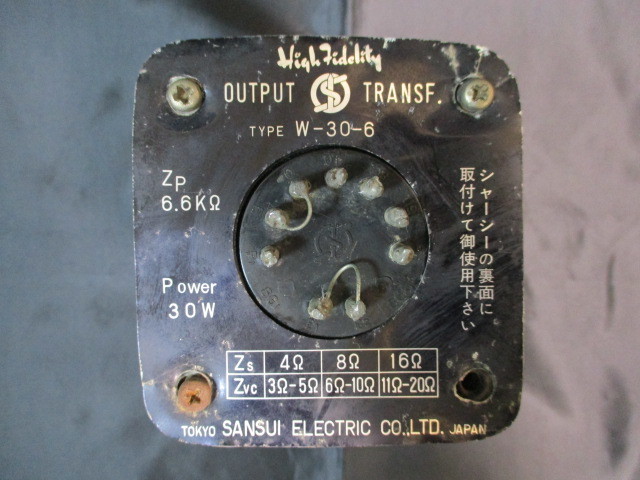 High Fidelity
OUTPUT TRANSF.
TYPE W-30-6
ZP
6.6KΩ
Power
30W
シャーシーの裏面に
取付けて御使用下さい
Zs 4Ω 8Ω 16Ω
Zvc 3Ω-5Ω 6Ω-10Ω 11Ω-20Ω
TOKYO SANSUI ELECTRIC CO.,LTD. JAPAN